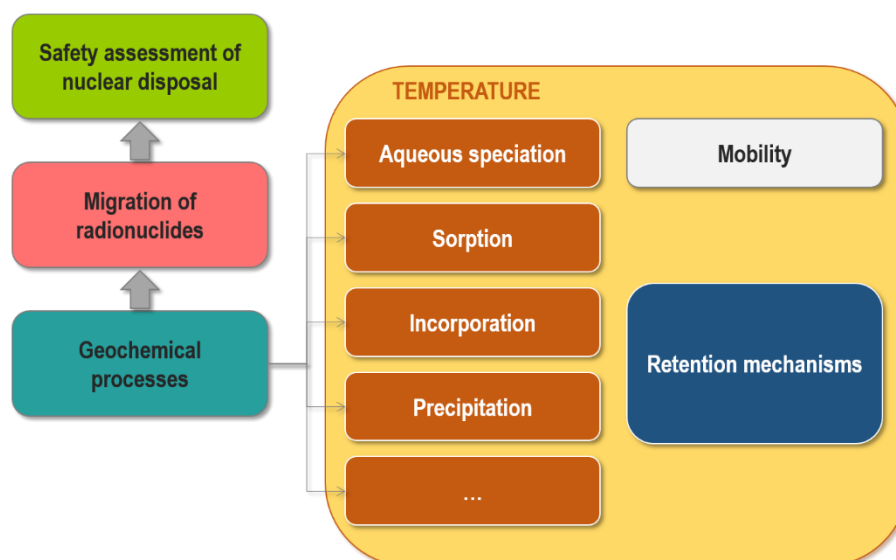 Safety assessment of
nuclear disposal
Migration of
radionuclides
Geochemical
processes
TEMPERATURE
Aqueous speciation
Sorption
Incorporation
Precipitation
...
Mobility
Retention mechanisms